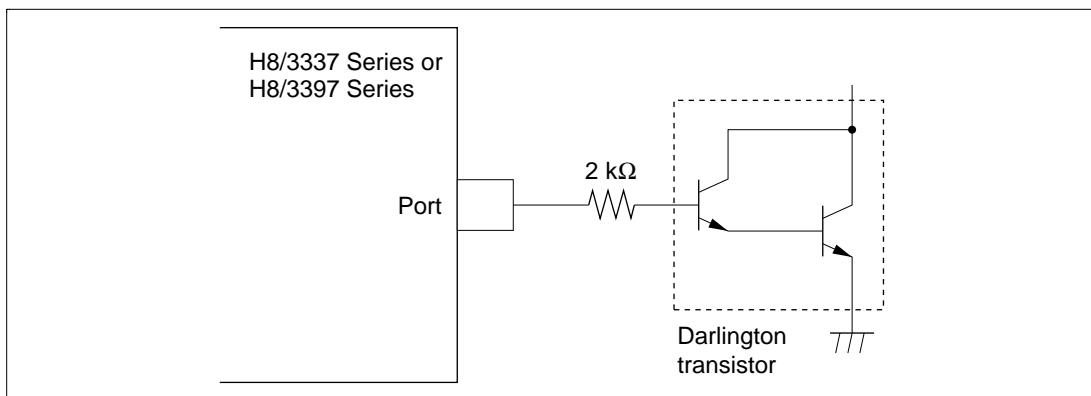 H8/3337 Series or
H8/3397 Series
Port
2 kΩ
Darlington
transistor